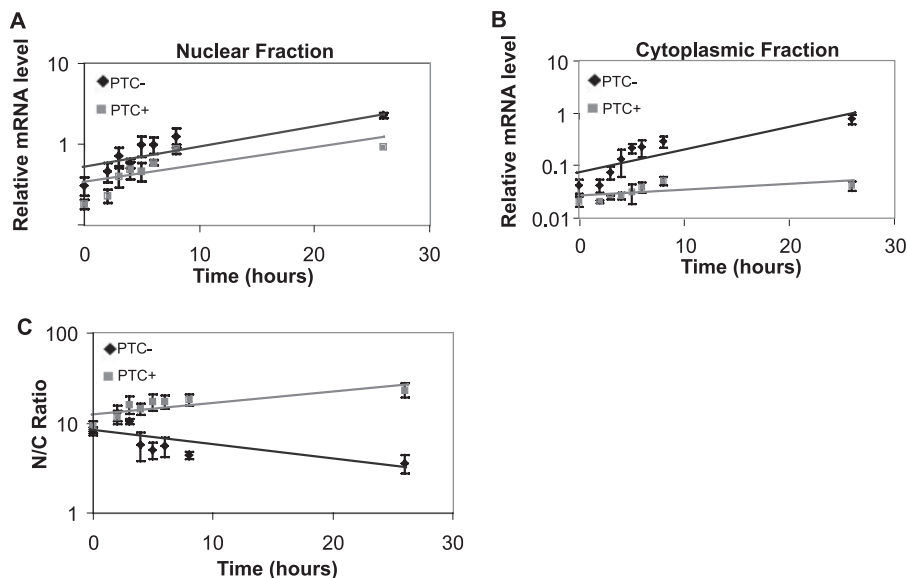 A
Nuclear Fraction
Relative mRNA level
10
1
PTC-
PTC+
0
10
20
30
Time (hours)
B
Cytoplasmic Fraction
Relative mRNA level
10
1
0.1
0.01
PTC-
PTC+
0
10
20
30
Time (hours)
C
N/C Ratio
100
10
1
PTC-
PTC+
0
10
20
30
Time (hours)